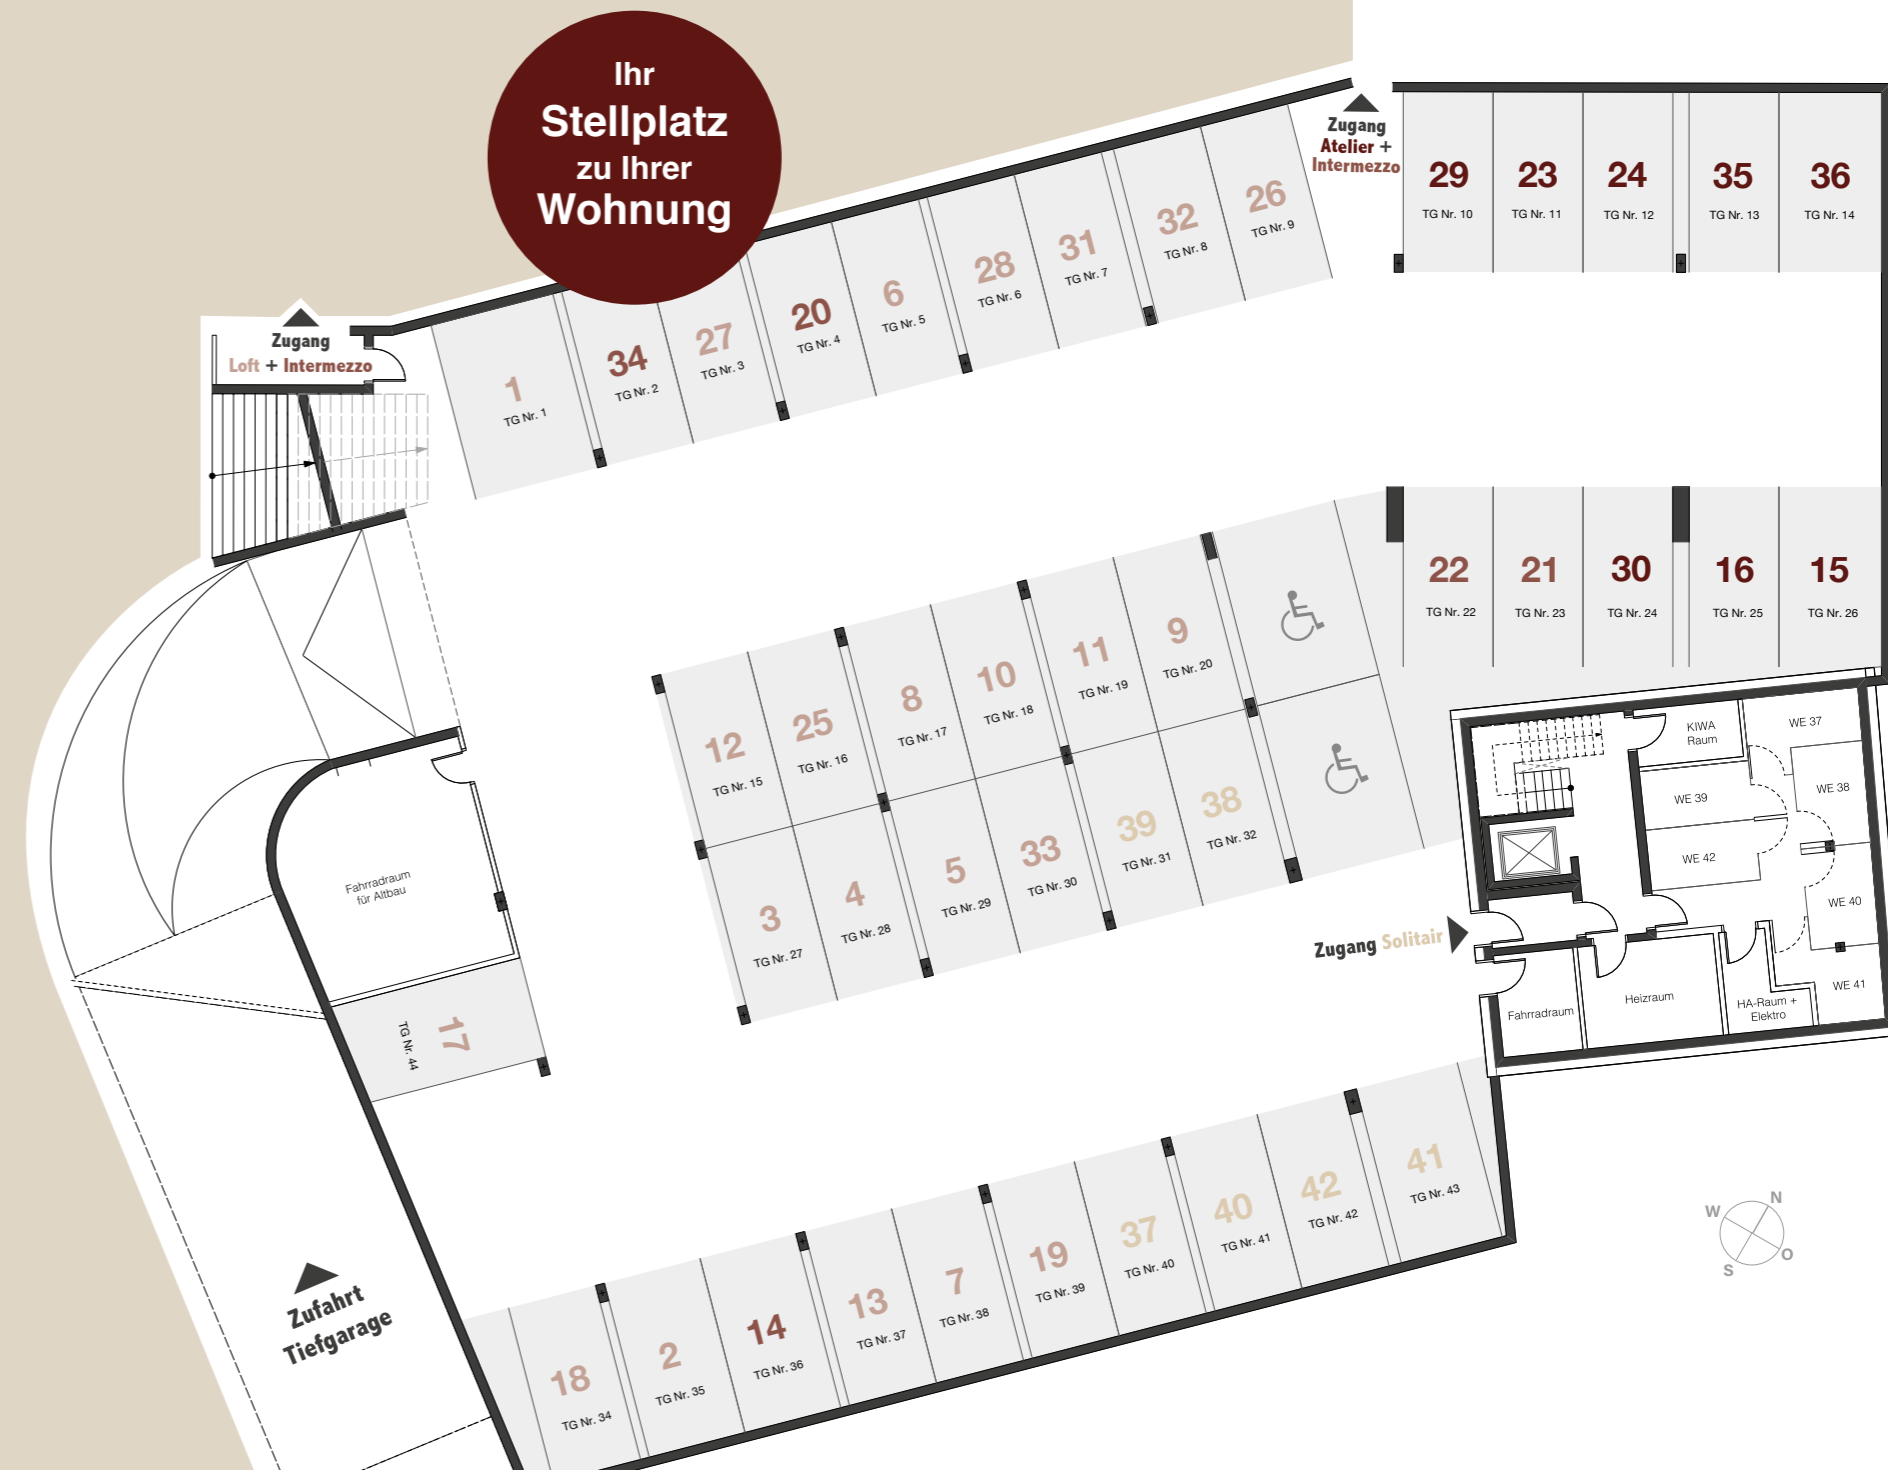 Ihr
Stellplatz
zu Ihrer
Wohnung
Zugang
Atelier +
Intermezzo
29
TG Nr. 10
23
TG Nr. 11
24
TG Nr. 12
35
TG Nr. 13
36
TG Nr. 14
Zugang
Loft + Intermezzo
1
TG Nr. 1
34
TG Nr. 2
27
TG Nr. 3
20
TG Nr. 4
6
TG Nr. 5
28
TG Nr. 6
31
TG Nr. 7
32
TG Nr. 8
26
TG Nr. 9
22
TG Nr. 22
21
TG Nr. 23
30
TG Nr. 24
16
TG Nr. 25
15
TG Nr. 26
12
TG Nr. 15
25
TG Nr. 16
8
TG Nr. 17
10
TG Nr. 18
11
TG Nr. 19
9
TG Nr. 20
3
TG Nr. 27
4
TG Nr. 28
5
TG Nr. 29
33
TG Nr. 30
39
TG Nr. 31
38
TG Nr. 32
KIWA
Raum
WE 37
WE 38
WE 39
WE 42
WE 40
WE 41
Zugang Solitair
Fahrradraum
Heizraum
HA-Raum +
Elektro
Fahrradraum
für Altbau
17
TG Nr. 44
Zufahrt
Tiefgarage
18
TG Nr. 34
2
TG Nr. 35
14
TG Nr. 36
13
TG Nr. 37
7
TG Nr. 38
19
TG Nr. 39
37
TG Nr. 40
40
TG Nr. 41
42
TG Nr. 42
41
TG Nr. 43
N
W
O
S